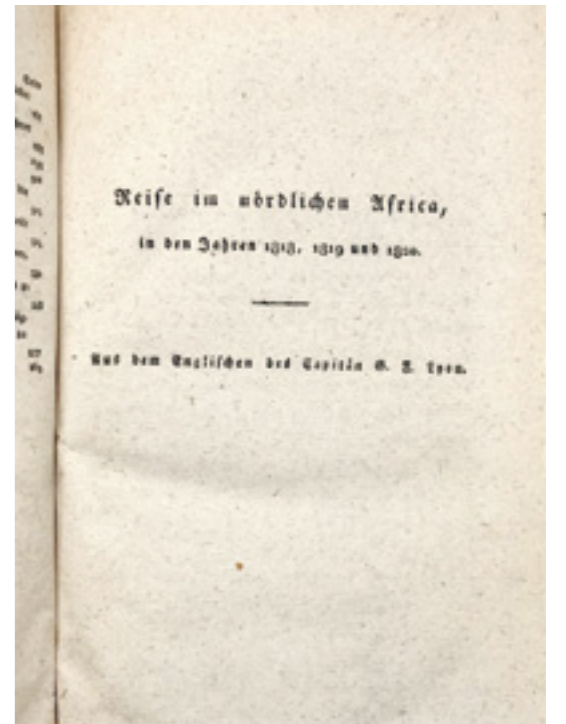 Reise im nördlichen Africa,
in den Jahren 1818, 1819 und 1820.
Aus dem Englischen des Capitän G. F. Lyon.